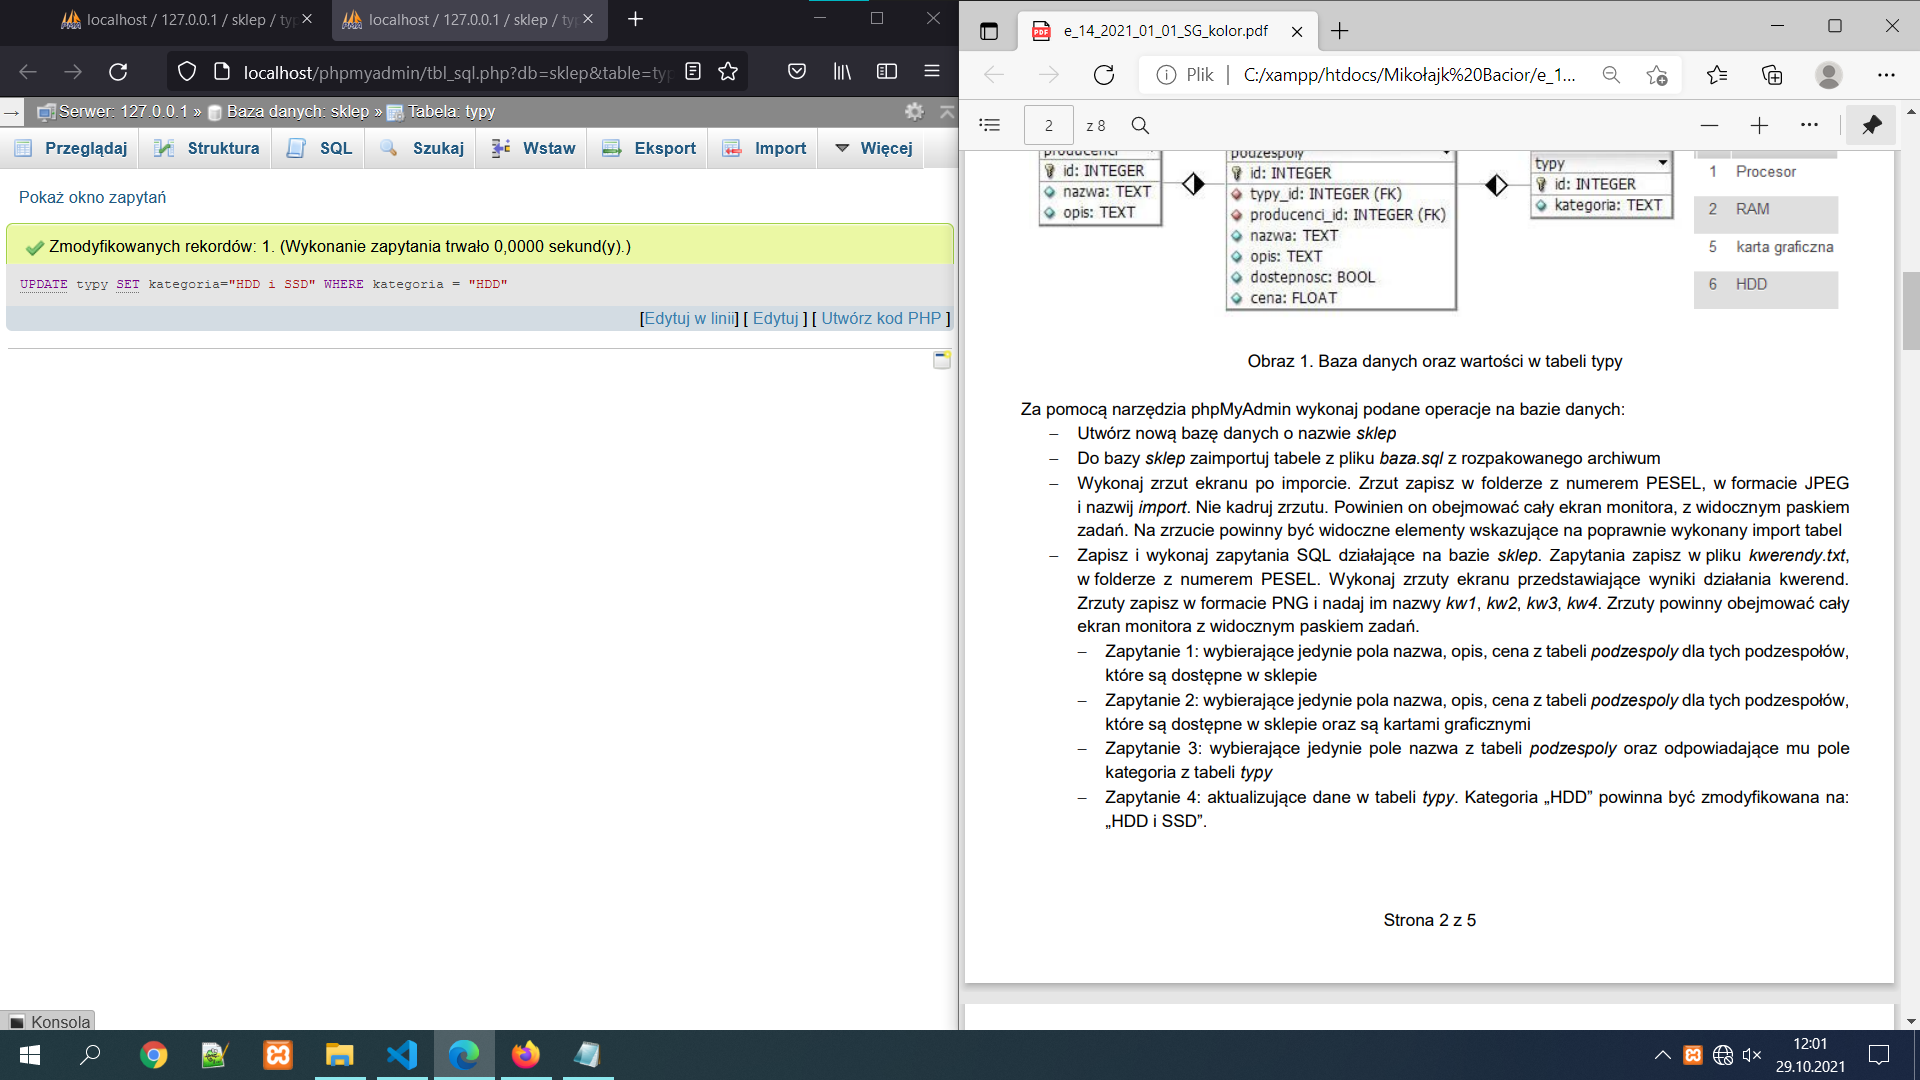 localhost / 127.0.0.1 / sklep / typ
localhost / 127.0.0.1 / sklep / typ
localhost/phpmyadmin/tbl_sql.php?db=sklep&table=typ
Serwer: 127.0.0.1 » Baza danych: sklep » Tabela: typy
Przeglądaj Struktura SQL Szukaj Wstaw Eksport Import Więcej
Pokaż okno zapytań
Zmodyfikowanych rekordów: 1. (Wykonanie zapytania trwało 0,0000 sekund(y).)
UPDATE typy SET kategoria="HDD i SSD" WHERE kategoria = "HDD"
[Edytuj w linii] [ Edytuj ] [ Utwórz kod PHP ]
Konsola
e_14_2021_01_01_SG_kolor.pdf
Plik | C:/xampp/htdocs/Mikołajk%20Bacior/e_1...
2 z 8
producenci
id: INTEGER
nazwa: TEXT
opis: TEXT
podzespoly
id: INTEGER
typy_id: INTEGER (FK)
producenci_id: INTEGER (FK)
nazwa: TEXT
opis: TEXT
dostepnosc: BOOL
cena: FLOAT
typy
id: INTEGER
kategoria: TEXT
1 Procesor
2 RAM
5 karta graficzna
6 HDD
Obraz 1. Baza danych oraz wartości w tabeli typy
Za pomocą narzędzia phpMyAdmin wykonaj podane operacje na bazie danych:
– Utwórz nową bazę danych o nazwie sklep
– Do bazy sklep zaimportuj tabele z pliku baza.sql z rozpakowanego archiwum
– Wykonaj zrzut ekranu po imporcie. Zrzut zapisz w folderze z numerem PESEL, w formacie JPEG
i nazwij import. Nie kadruj zrzutu. Powinien on obejmować cały ekran monitora, z widocznym paskiem
zadań. Na zrzucie powinny być widoczne elementy wskazujące na poprawnie wykonany import tabel
– Zapisz i wykonaj zapytania SQL działające na bazie sklep. Zapytania zapisz w pliku kwerendy.txt,
w folderze z numerem PESEL. Wykonaj zrzuty ekranu przedstawiające wyniki działania kwerend.
Zrzuty zapisz w formacie PNG i nadaj im nazwy kw1, kw2, kw3, kw4. Zrzuty powinny obejmować cały
ekran monitora z widocznym paskiem zadań.
– Zapytanie 1: wybierające jedynie pola nazwa, opis, cena z tabeli podzespoly dla tych podzespołów,
które są dostępne w sklepie
– Zapytanie 2: wybierające jedynie pola nazwa, opis, cena z tabeli podzespoly dla tych podzespołów,
które są dostępne w sklepie oraz są kartami graficznymi
– Zapytanie 3: wybierające jedynie pole nazwa z tabeli podzespoly oraz odpowiadające mu pole
kategoria z tabeli typy
– Zapytanie 4: aktualizujące dane w tabeli typy. Kategoria „HDD” powinna być zmodyfikowana na:
„HDD i SSD”.
Strona 2 z 5
12:01
29.10.2021